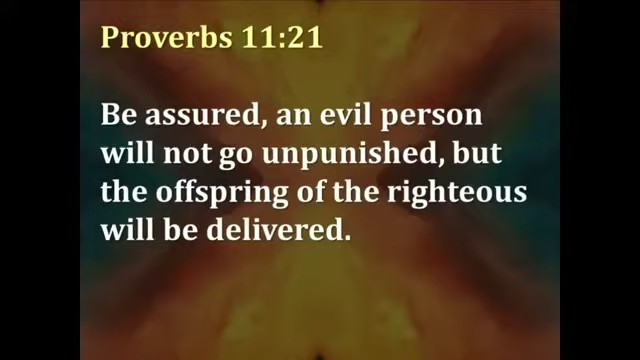 Proverbs 11:21
Be assured, an evil person
will not go unpunished, but
the offspring of the righteous
will be delivered.